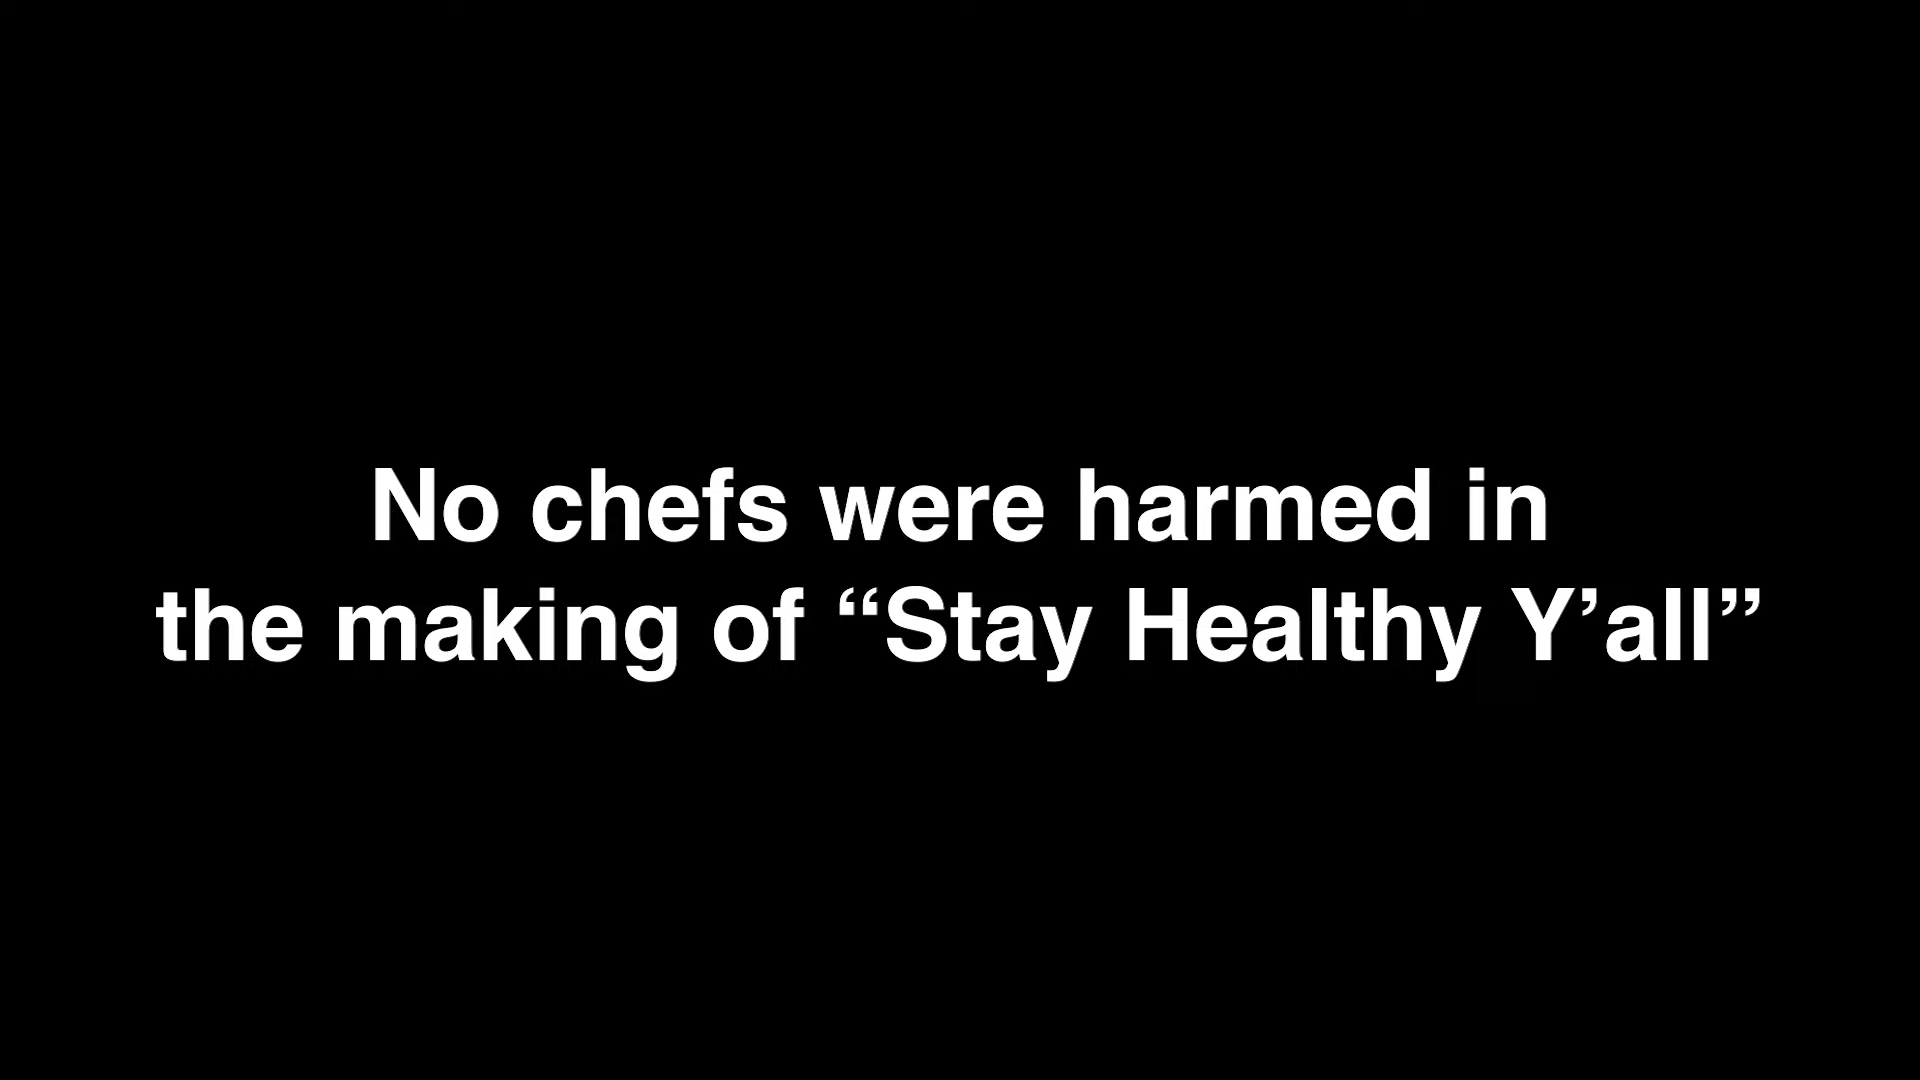 No chefs were harmed in
the making of “Stay Healthy Y’all”